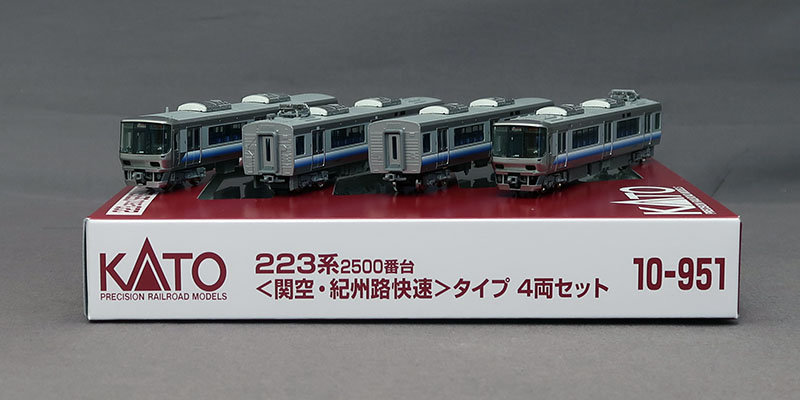 KATO
KATO
PRECISION RAILROAD MODELS
223系2500番台
<関空・紀州路快速>タイプ 4両セット
10-951